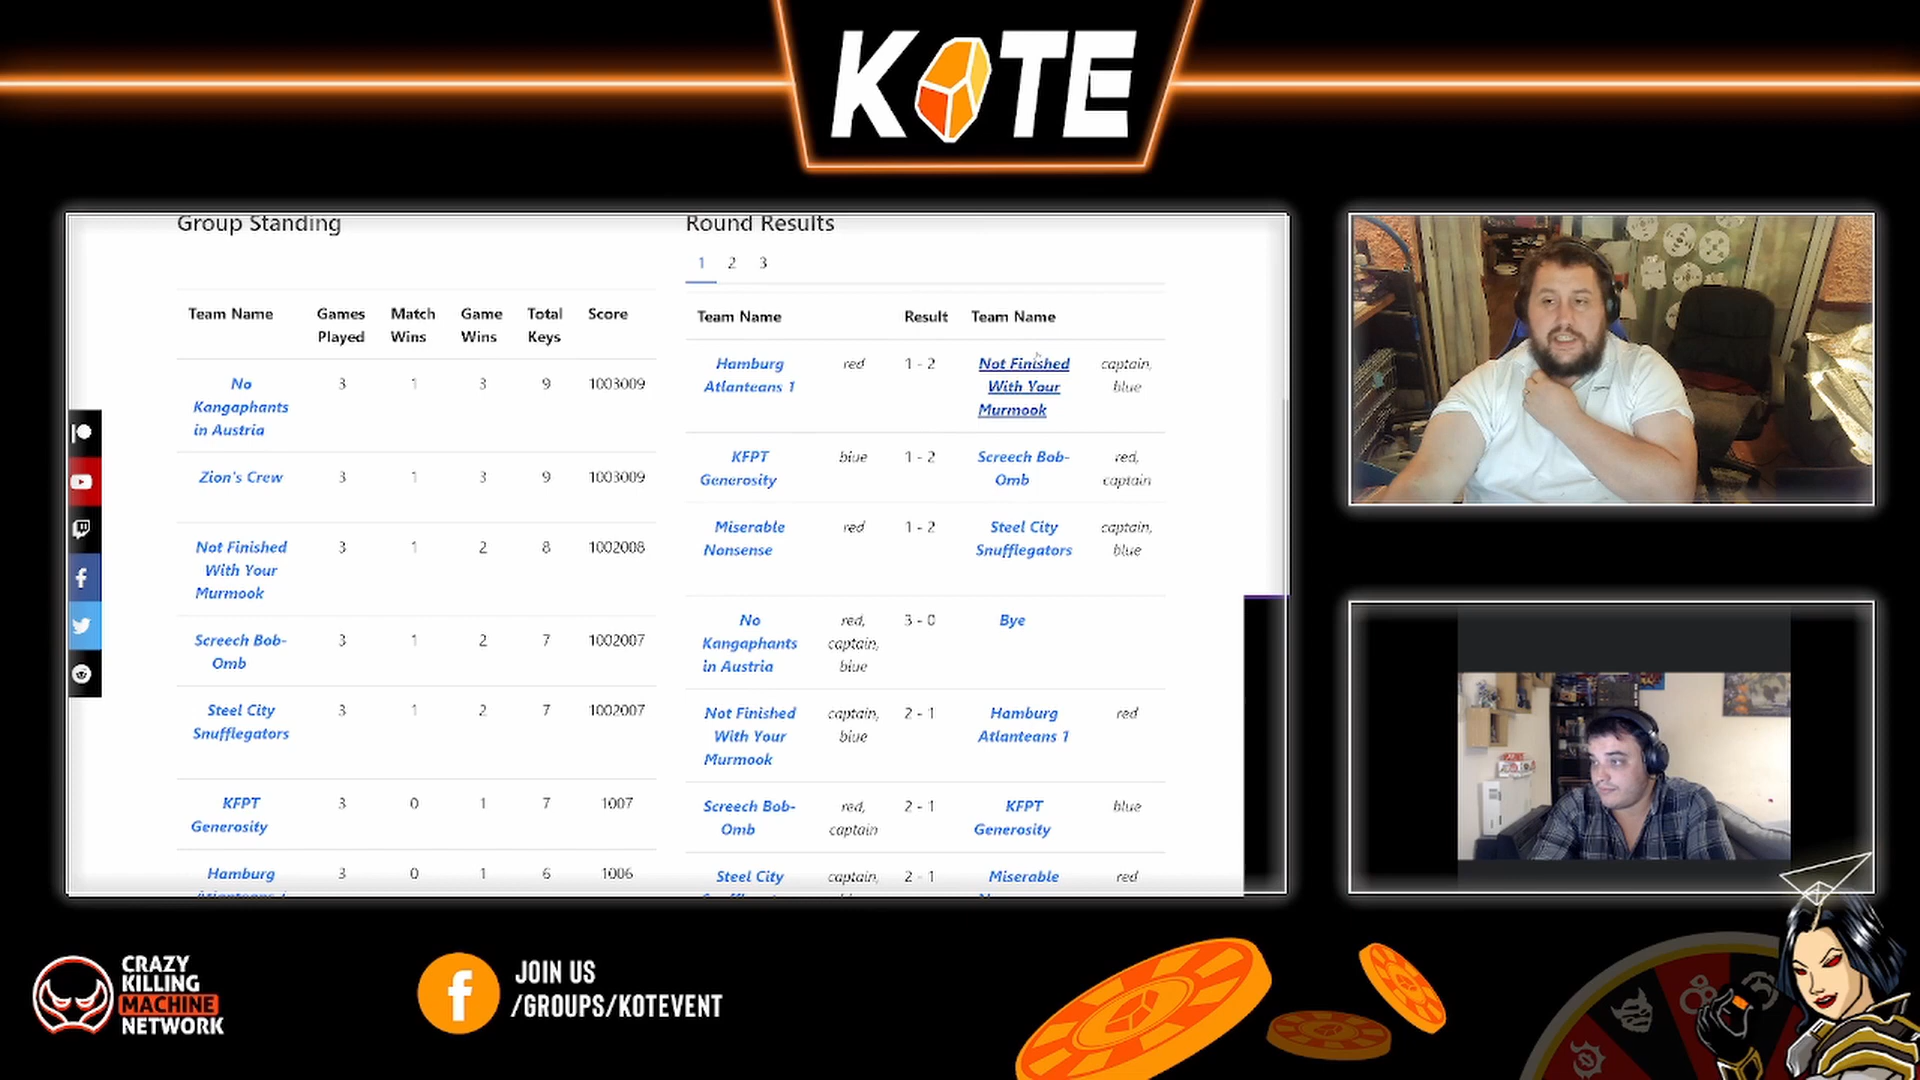 KOTE
Group Standing
Team Name Games Played Match Wins Game Wins Total Keys Score
No Kangaphants in Austria 3 1 3 9 1003009
Zion's Crew 3 1 3 9 1003009
Not Finished With Your Murmook 3 1 2 8 1002008
Screech Bob-Omb 3 1 2 7 1002007
Steel City Snufflegators 3 1 2 7 1002007
KFPT Generosity 3 0 1 7 1007
Hamburg 3 0 1 6 1006
Round Results
1 2 3
Team Name Result Team Name
Hamburg Atlanteans 1 red 1 - 2 Not Finished With Your Murmook captain, blue
KFPT Generosity blue 1 - 2 Screech Bob-Omb red, captain
Miserable Nonsense red 1 - 2 Steel City Snufflegators captain, blue
No Kangaphants in Austria red, captain, blue 3 - 0 Bye
Not Finished With Your Murmook captain, blue 2 - 1 Hamburg Atlanteans 1 red
Screech Bob-Omb red, captain 2 - 1 KFPT Generosity blue
Steel City captain, 2 - 1 Miserable red
CRAZY
KILLING
MACHINE
NETWORK
JOIN US
/GROUPS/KOTEVENT